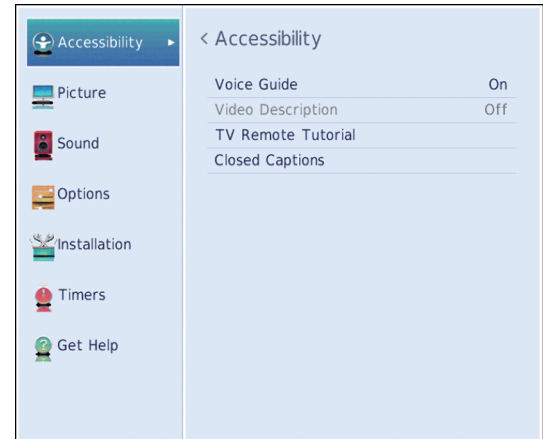 Accessibility
Picture
Sound
Options
Installation
Timers
Get Help
< Accessibility
Voice Guide On
Video Description Off
TV Remote Tutorial
Closed Captions